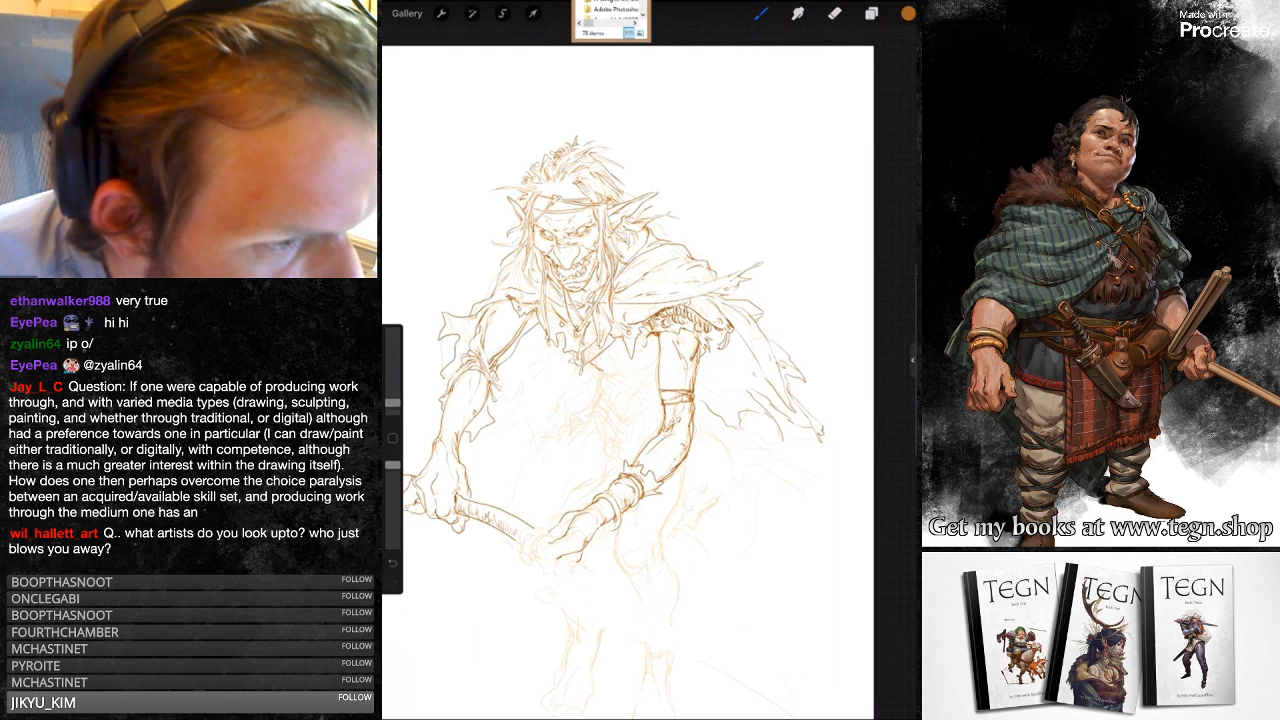 Gallery
Adobe Photosh
78 items
Made with
Procreate
ethanwalker988 very true
EyePea hi hi
zyalin64 ip o/
EyePea @zyalin64
Jay_L_C Question: If one were capable of producing work
through, and with varied media types (drawing, sculpting,
painting, and whether through traditional, or digital) although
had a preference towards one in particular (I can draw/paint
either traditionally, or digitally, with competence, although
there is a much greater interest within the drawing itself).
How does one then perhaps overcome the choice paralysis
between an acquired/available skill set, and producing work
through the medium one has an
wil_hallett_art Q.. what artists do you look upto? who just
blows you away?
BOOPTHASNOOT FOLLOW
ONCLEGABI FOLLOW
BOOPTHASNOOT FOLLOW
FOURTHCHAMBER FOLLOW
MCHASTINET FOLLOW
PYROITE FOLLOW
MCHASTINET FOLLOW
JIKYU_KIM FOLLOW
Get my books at www.tegn.shop
TEGN
TEGN
TEGN